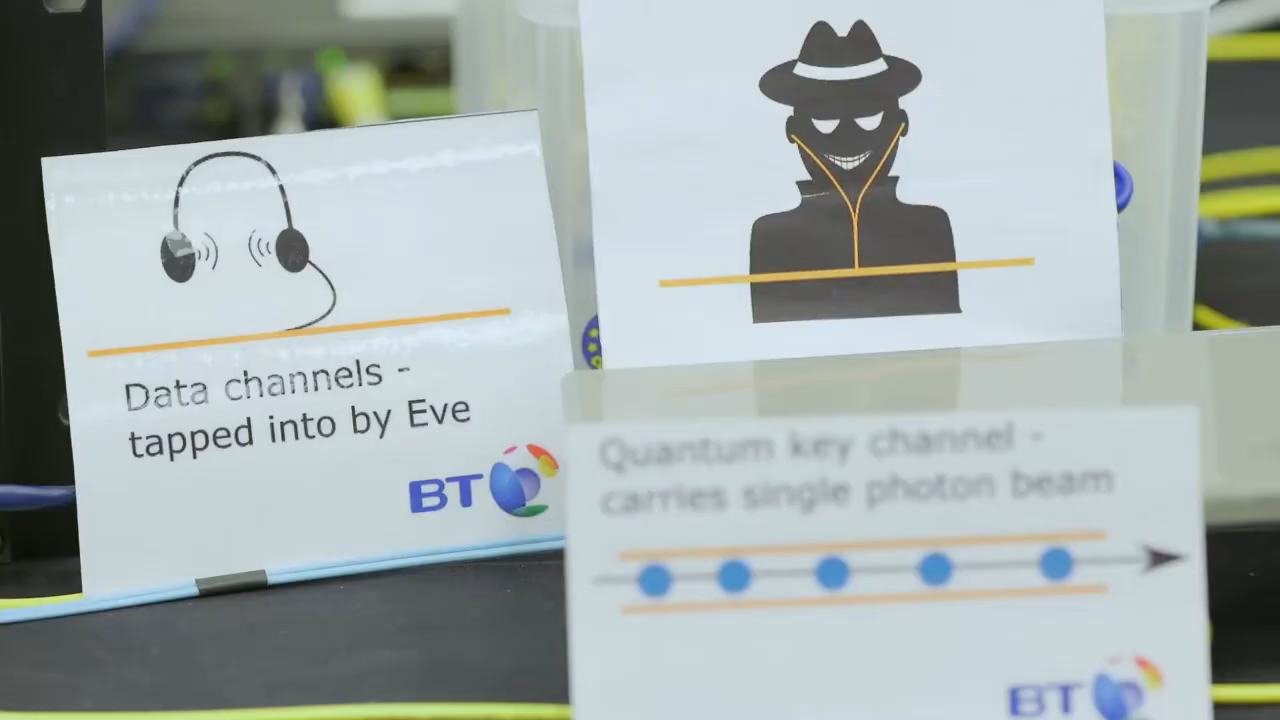 Data channels -
tapped into by Eve
BT
Quantum key channel -
carries single photon beam
BT